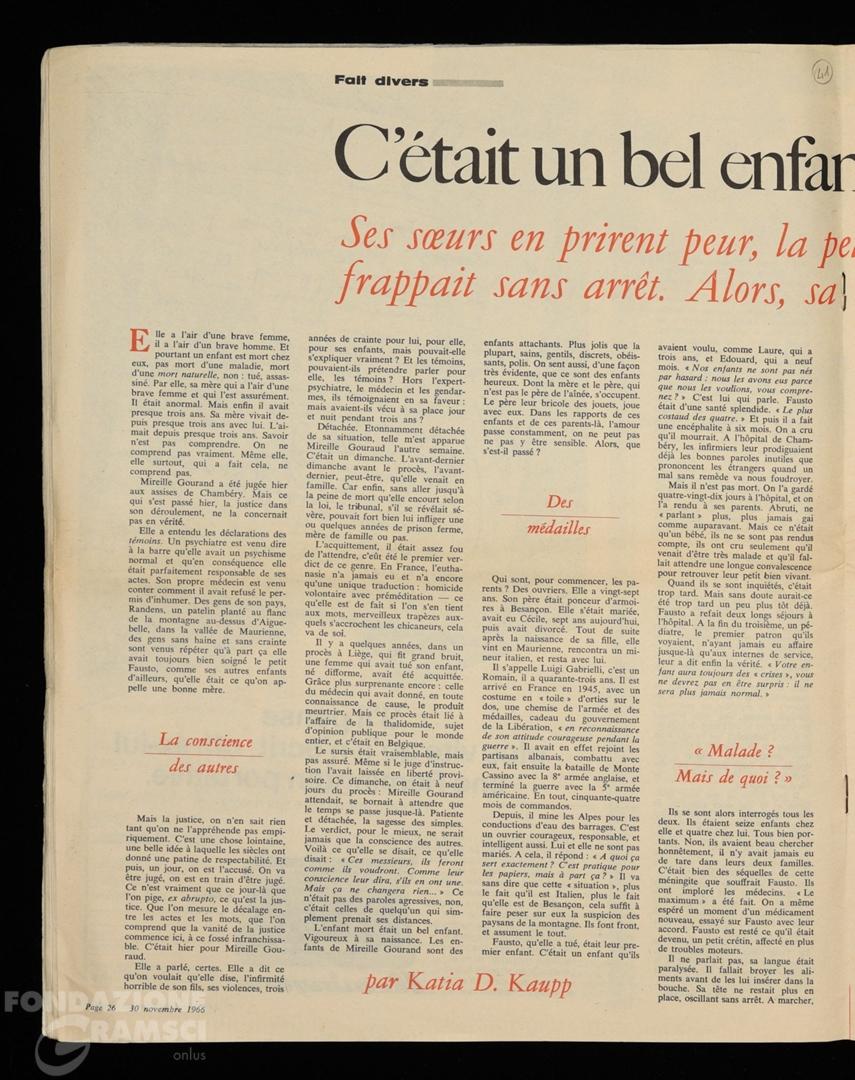 Fait divers
41
C'était un bel enfan
Ses sœurs en prirent peur, la pe
frappait sans arrêt. Alors, sa
Elle a l'air d'une brave femme,
il a l'air d'un brave homme. Et
pourtant un enfant est mort chez
eux, pas mort d'une maladie, mort
d'une mort naturelle, non : tué, assas-
siné. Par elle, sa mère qui a l'air d'une
brave femme et qui l'est assurément.
Il était anormal. Mais enfin il avait
presque trois ans. Sa mère vivait de-
puis presque trois ans avec lui. L'ai-
mait depuis presque trois ans. Savoir
n'est pas comprendre. On ne
comprend pas vraiment. Même elle,
elle surtout, qui a fait cela, ne
comprend pas.
Mireille Gourand a été jugée hier
aux assises de Chambéry. Mais ce
qui s'est passé hier, la justice dans
son déroulement, ne la concernait
pas en vérité.
Elle a entendu les déclarations des
témoins. Un psychiatre est venu dire
à la barre qu'elle avait un psychisme
normal et qu'en conséquence elle
était parfaitement responsable de ses
actes. Son propre médecin est venu
conter comment il avait refusé le per-
mis d'inhumer. Des gens de son pays,
Randens, un patelin planté au flanc
de la montagne au-dessus d'Aigue-
belle, dans la vallée de Maurienne,
des gens sans haine et sans crainte
sont venus répéter qu'à part ça elle
avait toujours bien soigné le petit
Fausto, comme ses autres enfants
d'ailleurs, qu'elle était ce qu'on ap-
pelle une bonne mère.
La conscience
des autres
Mais la justice, on n'en sait rien
tant qu'on ne l'appréhende pas empi-
riquement. C'est une chose lointaine,
une belle idée à laquelle les siècles ont
donné une patine de respectabilité. Et
puis, un jour, on est l'accusé. On va
être jugé, on est en train d'être jugé.
Ce n'est vraiment que ce jour-là que
l'on pige, ex abrupto, ce qu'est la jus-
tice. Que l'on mesure le décalage en-
tre les actes et les mots, que l'on
comprend que la vanité de la justice
commence ici, à ce fossé infranchissa-
ble. C'était hier pour Mireille Gou-
raud.
Elle a parlé, certes. Elle a dit ce
qu'on voulait qu'elle dise, l'infirmité
horrible de son fils, ses violences, trois
années de crainte pour lui, pour elle,
pour ses enfants, mais pouvait-elle
s'expliquer vraiment ? Et les témoins,
pouvaient-ils prétendre parler pour
elle, les témoins ? Hors l'expert-
psychiatre, le médecin et les gendar-
mes, ils témoignaient en sa faveur :
mais avaient-ils vécu à sa place jour
et nuit pendant trois ans ?
Détachée. Etonnamment détachée
de sa situation, telle m'est apparue
Mireille Gouraud l'autre semaine.
C'était un dimanche. L'avant-dernier
dimanche avant le procès, l'avant-
dernier, peut-être, qu'elle venait en
famille. Car enfin, sans aller jusqu'à
la peine de mort qu'elle encourt selon
la loi, le tribunal, s'il se révélait sé-
vère, pouvait fort bien lui infliger une
ou quelques années de prison ferme,
mère de famille ou pas.
L'acquittement, il était assez fou
de l'attendre, c'eût été le premier ver-
dict de ce genre. En France, l'eutha-
nasie n'a jamais eu et n'a encore
qu'une unique traduction : homicide
volontaire avec préméditation — ce
qu'elle est de fait si l'on s'en tient
aux mots, merveilleux trapèzes aux-
quels s'accrochent les chicaneurs, cela
va de soi.
Il y a quelques années, dans un
procès à Liège, qui fit grand bruit,
une femme qui avait tué son enfant,
né difforme, avait été acquittée.
Grâce plus surprenante encore : celle
du médecin qui avait donné, en toute
connaissance de cause, le produit
meurtrier. Mais ce procès était lié à
l'affaire de la thalidomide, sujet
d'opinion publique pour le monde
entier, et c'était en Belgique.
Le sursis était vraisemblable, mais
pas assuré. Même si le juge d'instruc-
tion l'avait laissée en liberté provi-
soire. Ce dimanche, on était à neuf
jours du procès : Mireille Gourand
attendait, se bornait à attendre que
le temps se passe jusque-là. Patiente
et détachée, la sagesse des simples.
Le verdict, pour le mieux, ne serait
jamais que la conscience des autres.
Voilà ce qu'elle se disait, ce qu'elle
disait : « Ces messieurs, ils feront
comme ils voudront. Comme leur
conscience leur dira, s'ils en ont une.
Mais ça ne changera rien... » Ce
n'était pas des paroles agressives, non,
c'était celles de quelqu'un qui sim-
plement prenait ses distances.
L'enfant mort était un bel enfant.
Vigoureux à sa naissance. Les en-
fants de Mireille Gourand sont des
enfants attachants. Plus jolis que la
plupart, sains, gentils, discrets, obéis-
sants, polis. On sent aussi, d'une façon
très évidente, que ce sont des enfants
heureux. Dont la mère et le père, qui
n'est pas le père de l'aînée, s'occupent.
Le père leur bricole des jouets, joue
avec eux. Dans les rapports de ces
enfants et de ces parents-là, l'amour
passe constamment, on ne peut pas
ne pas y être sensible. Alors, que
s'est-il passé ?
Des
médailles
Qui sont, pour commencer, les pa-
rents ? Des ouvriers. Elle a vingt-sept
ans. Son père était ponceur d'armoi-
res à Besançon. Elle s'était mariée,
avait eu Cécile, sept ans aujourd'hui,
puis avait divorcé. Tout de suite
après la naissance de sa fille, elle
vint en Maurienne, rencontra un mi-
neur italien, et resta avec lui.
Il s'appelle Luigi Gabrielli, c'est un
Romain, il a quarante-trois ans. Il est
arrivé en France en 1945, avec un
costume en « toile » d'orties sur le
dos, une chemise de l'armée et des
médailles, cadeau du gouvernement
de la Libération, « en reconnaissance
de son attitude courageuse pendant la
guerre ». Il avait en effet rejoint les
partisans albanais, combattu avec
eux, fait ensuite la bataille de Monte
Cassino avec la 8e armée anglaise, et
terminé la guerre avec la 5e armée
américaine. En tout, cinquante-quatre
mois de commandos.
Depuis, il mine les Alpes pour les
conductions d'eau des barrages. C'est
un ouvrier courageux, responsable, et
intelligent aussi. Lui et elle ne sont pas
mariés. A cela, il répond : « A quoi ça
sert exactement ? C'est pratique pour
les papiers, mais à part ça ? » Il va
sans dire que cette « situation », plus
le fait qu'il est Italien, plus le fait
qu'elle est de Besançon, cela suffit à
faire peser sur eux la suspicion des
paysans de la montagne. Ils font front,
et assument le tout.
Fausto, qu'elle a tué, était leur pre-
mier enfant. C'était un enfant qu'ils
avaient voulu, comme Laure, qui a
trois ans, et Edouard, qui a neuf
mois. « Nos enfants ne sont pas nés
par hasard : nous les avons eus parce
que nous les voulions, vous compre-
nez ? » C'est lui qui parle. Fausto
était d'une santé splendide. « Le plus
costaud des quatre. » Et puis il a fait
une encéphalite à six mois. On a cru
qu'il mourrait. A l'hôpital de Cham-
béry, les infirmiers leur prodiguaient
déjà les bonnes paroles inutiles que
prononcent les étrangers quand un
mal sans remède va nous foudroyer.
Mais il n'est pas mort. On l'a gardé
quatre-vingt-dix jours à l'hôpital, et on
l'a rendu à ses parents. Abruti, ne
« parlant » plus, plus jamais gai
comme auparavant. Mais ce n'était
qu'un bébé, ils ne se sont pas rendus
compte, ils ont cru seulement qu'il
venait d'être très malade et qu'il fal-
lait attendre une longue convalescence
pour retrouver leur petit bien vivant.
Quand ils se sont inquiétés, c'était
trop tard. Mais sans doute aurait-ce
été trop tard un peu plus tôt déjà.
Fausto a refait deux longs séjours à
l'hôpital. A la fin du troisième, un pé-
diatre, le premier patron qu'ils
voyaient, n'ayant jamais eu affaire
jusque-là qu'aux internes de service,
leur a dit enfin la vérité. « Votre en-
fant aura toujours des « crises », vous
ne devrez pas en être surpris : il ne
sera plus jamais normal. »
« Malade ?
Mais de quoi ? »
Ils se sont alors interrogés tous les
deux. Ils étaient seize enfants chez
elle et quatre chez lui. Tous bien por-
tants. Non, ils avaient beau chercher
honnêtement, il n'y avait jamais eu
de tare dans leurs deux familles.
C'était bien des séquelles de cette
méningite que souffrait Fausto. Ils
ont imploré les médecins. « Le
maximum » a été fait. On a même
espéré un moment d'un médicament
nouveau, essayé sur Fausto avec leur
accord. Fausto est resté ce qu'il était
devenu, un petit crétin, affecté en plus
de troubles moteurs.
Il ne parlait pas, sa langue était
paralysée. Il fallait broyer les ali-
ments avant de les lui insérer dans la
bouche. Sa tête ne restait plus en
place, oscillant sans arrêt. A marcher,
par Katia D. Kaupp
Page 26 30 novembre 1966
FONDAZIONE
GRAMSCI
onlus